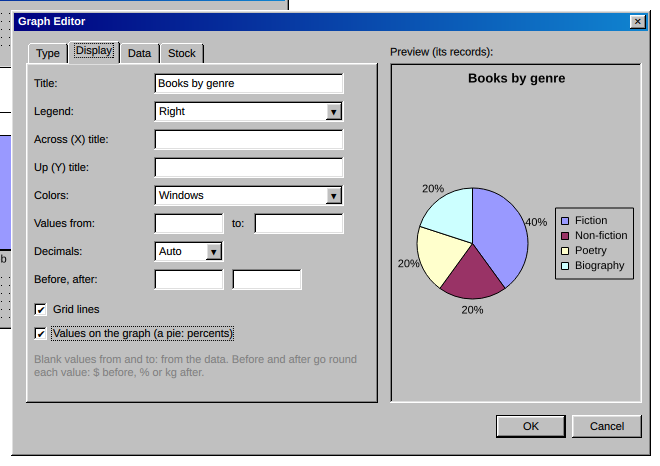 Graph Editor
Type Display Data Stock
Preview (its records):
Title: Books by genre
Legend: Right
Across (X) title:
Up (Y) title:
Colors: Windows
Values from: to:
Decimals: Auto
Before, after:
Grid lines
Values on the graph (a pie: percents)
Blank values from and to: from the data. Before and after go round
each value: $ before, % or kg after.
Books by genre
20%
40%
20%
20%
Fiction
Non-fiction
Poetry
Biography
OK Cancel
b